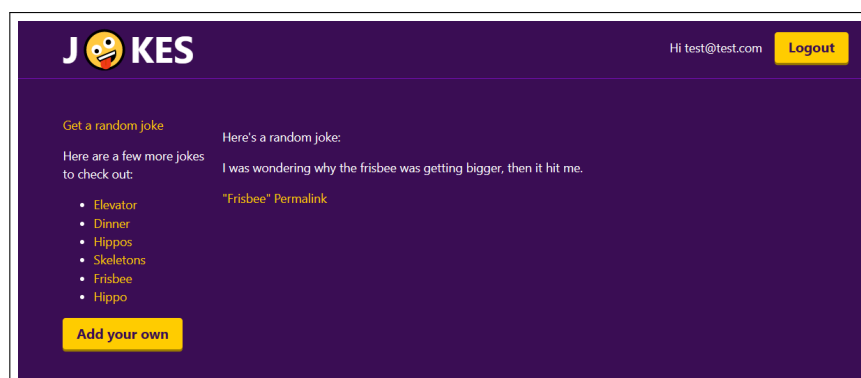 J🤪KES
Hi test@test.com
Logout
Get a random joke
Here are a few more jokes
to check out:
Elevator
Dinner
Hippos
Skeletons
Frisbee
Hippo
Add your own
Here's a random joke:
I was wondering why the frisbee was getting bigger, then it hit me.
"Frisbee" Permalink